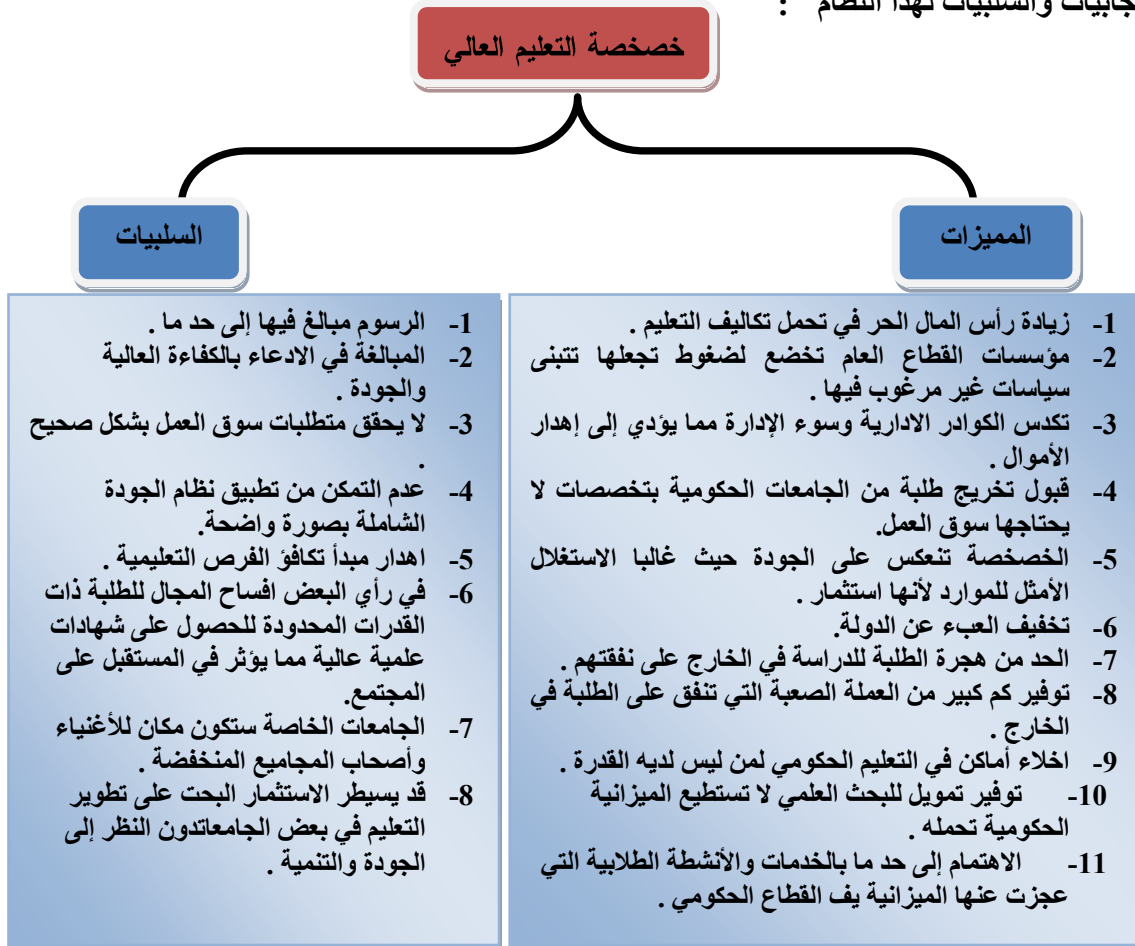 جابيات والسلبيات لهذا النظام :
خصخصة التعليم العالي
المميزات
1- زيادة رأس المال الحر في تحمل تكاليف التعليم .
2- مؤسسات القطاع العام تخضع لضغوط تجعلها تتبنى
سياسات غير مرغوب فيها .
3- تكدس الكوادر الادارية وسوء الإدارة مما يؤدي إلى إهدار
الأموال .
4- قبول تخريج طلبة من الجامعات الحكومية بتخصصات لا
يحتاجها سوق العمل.
5- الخصخصة تنعكس على الجودة حيث غالبا الاستغلال
الأمثل للموارد لأنها استثمار .
6- تخفيف العبء عن الدولة.
7- الحد من هجرة الطلبة للدراسة في الخارج على نفقتهم .
8- توفير كم كبير من العملة الصعبة التي تنفق على الطلبة في
الخارج .
9- اخلاء أماكن في التعليم الحكومي لمن ليس لديه القدرة .
10- توفير تمويل للبحث العلمي لا تستطيع الميزانية
الحكومية تحمله .
11- الاهتمام إلى حد ما بالخدمات والأنشطة الطلابية التي
عجزت عنها الميزانية يف القطاع الحكومي .
السلبيات
1- الرسوم مبالغ فيها إلى حد ما .
2- المبالغة في الادعاء بالكفاءة العالية
والجودة .
3- لا يحقق متطلبات سوق العمل بشكل صحيح
.
4- عدم التمكن من تطبيق نظام الجودة
الشاملة بصورة واضحة.
5- اهدار مبدأ تكافؤ الفرص التعليمية .
6- في رأي البعض افساح المجال للطلبة ذات
القدرات المحدودة للحصول على شهادات
علمية عالية مما يؤثر في المستقبل على
المجتمع.
7- الجامعات الخاصة ستكون مكان للأغنياء
وأصحاب المجاميع المنخفضة .
8- قد يسيطر الاستثمار البحت على تطوير
التعليم في بعض الجامعاتدون النظر إلى
الجودة والتنمية .